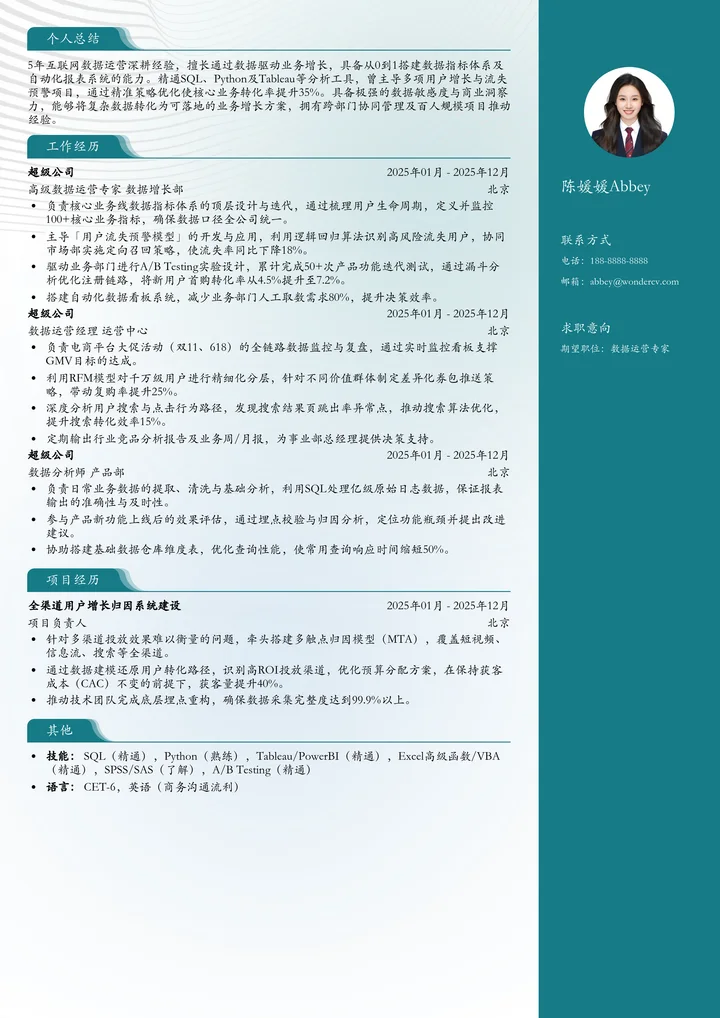 个人总结
5年互联网数据运营深耕经验，擅长通过数据驱动业务增长，具备从0到1搭建数据指标体系及
自动化报表系统的能力。精通SQL、Python及Tableau等分析工具，曾主导多项用户增长与流失
预警项目，通过精准策略优化使核心业务转化率提升35%。具备极强的数据敏感度与商业洞察
力，能够将复杂数据转化为可落地的业务增长方案，拥有跨部门协同管理及百人规模项目推动
经验。
工作经历
超级公司 2025年01月 - 2025年12月
高级数据运营专家 数据增长部 北京
• 负责核心业务线数据指标体系的顶层设计与迭代，通过梳理用户生命周期，定义并监控
100+核心业务指标，确保数据口径全公司统一。
• 主导「用户流失预警模型」的开发与应用，利用逻辑回归算法识别高风险流失用户，协同
市场部实施定向召回策略，使流失率同比下降18%。
• 驱动业务部门进行A/B Testing实验设计，累计完成50+次产品功能迭代测试，通过漏斗分
析优化注册链路，将新用户首购转化率从4.5%提升至7.2%。
• 搭建自动化数据看板系统，减少业务部门人工取数需求80%，提升决策效率。
超级公司 2025年01月 - 2025年12月
数据运营经理 运营中心 北京
• 负责电商平台大促活动（双11、618）的全链路数据监控与复盘，通过实时监控看板支撑
GMV目标的达成。
• 利用RFM模型对千万级用户进行精细化分层，针对不同价值群体制定差异化券包推送策
略，带动复购率提升25%。
• 深度分析用户搜索与点击行为路径，发现搜索结果页跳出率异常点，推动搜索算法优化，
提升搜索转化效率15%。
• 定期输出行业竞品分析报告及业务周/月报，为事业部总经理提供决策支持。
超级公司 2025年01月 - 2025年12月
数据分析师 产品部 北京
• 负责日常业务数据的提取、清洗与基础分析，利用SQL处理亿级原始日志数据，保证报表
输出的准确性与及时性。
• 参与产品新功能上线后的效果评估，通过埋点校验与归因分析，定位功能瓶颈并提出改进
建议。
• 协助搭建基础数据仓库维度表，优化查询性能，使常用查询响应时间缩短50%。
项目经历
全渠道用户增长归因系统建设 2025年01月 - 2025年12月
项目负责人 北京
• 针对多渠道投放效果难以衡量的问题，牵头搭建多触点归因模型（MTA），覆盖短视频、
信息流、搜索等全渠道。
• 通过数据建模还原用户转化路径，识别高ROI投放渠道，优化预算分配方案，在保持获客
成本（CAC）不变的前提下，获客量提升40%。
• 推动技术团队完成底层埋点重构，确保数据采集完整度达到99.9%以上。
其他
• 技能： SQL（精通）, Python（熟练）, Tableau/PowerBI（精通）, Excel高级函数/VBA
（精通）, SPSS/SAS（了解）, A/B Testing（精通）
• 语言： CET-6，英语（商务沟通流利）
陈媛媛Abbey
联系方式
电话：188-8888-8888
邮箱：abbey@wondercv.com
求职意向
期望职位：数据运营专家